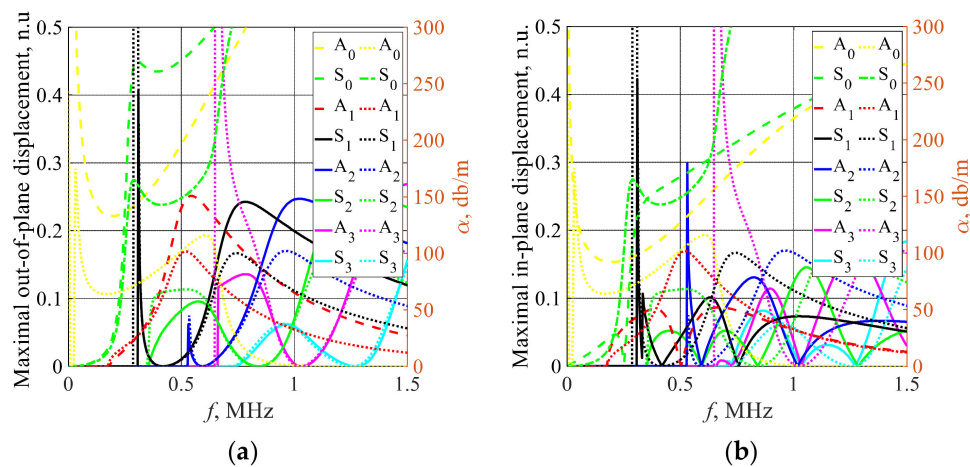 Maximal out-of-plane displacement, n.u
0.5
0.4
0.3
0.2
0.1
0
0
0.5
1
1.5
f, MHz
300
250
200
150
100
50
0
α, db/m
A₀ A₀
S₀ S₀
A₁ A₁
S₁ S₁
A₂ A₂
S₂ S₂
A₃ A₃
S₃ S₃
(a)
Maximal in-plane displacement, n.u.
0.5
0.4
0.3
0.2
0.1
0
0
0.5
1
1.5
f, MHz
300
250
200
150
100
50
0
α, db/m
A₀ A₀
S₀ S₀
A₁ A₁
S₁ S₁
A₂ A₂
S₂ S₂
A₃ A₃
S₃ S₃
(b)